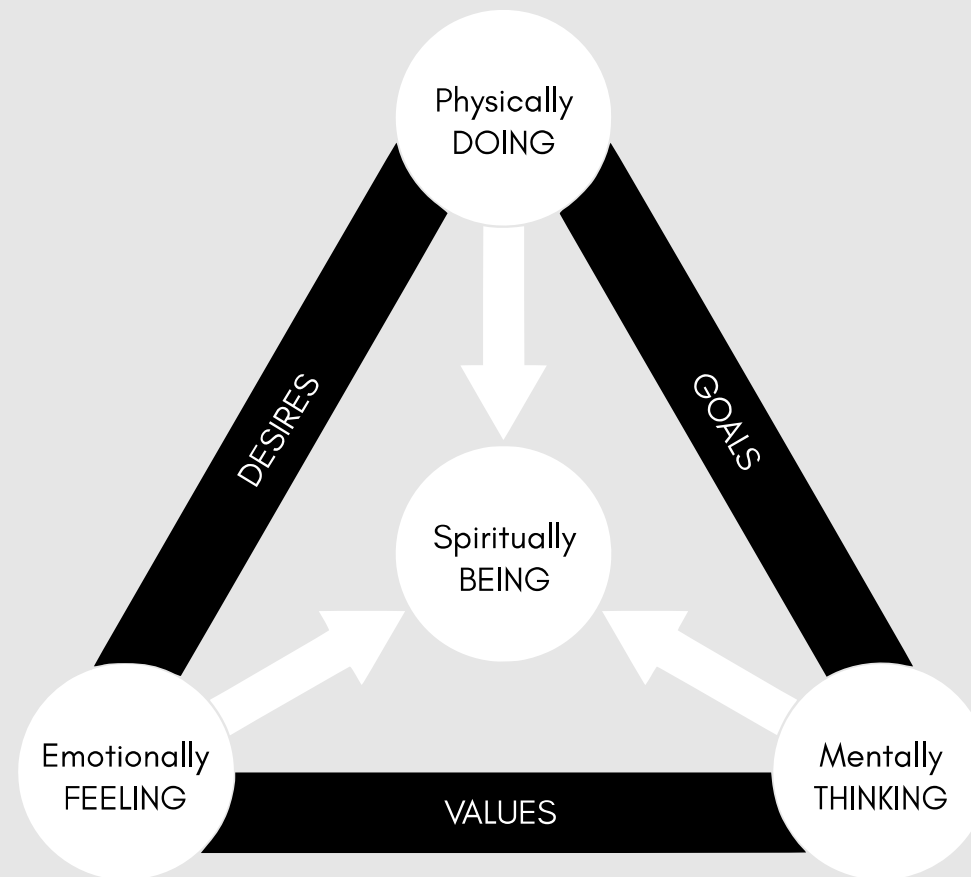 Physically
DOING
DESIRES
GOALS
Spiritually
BEING
Emotionally
FEELING
Mentally
THINKING
VALUES